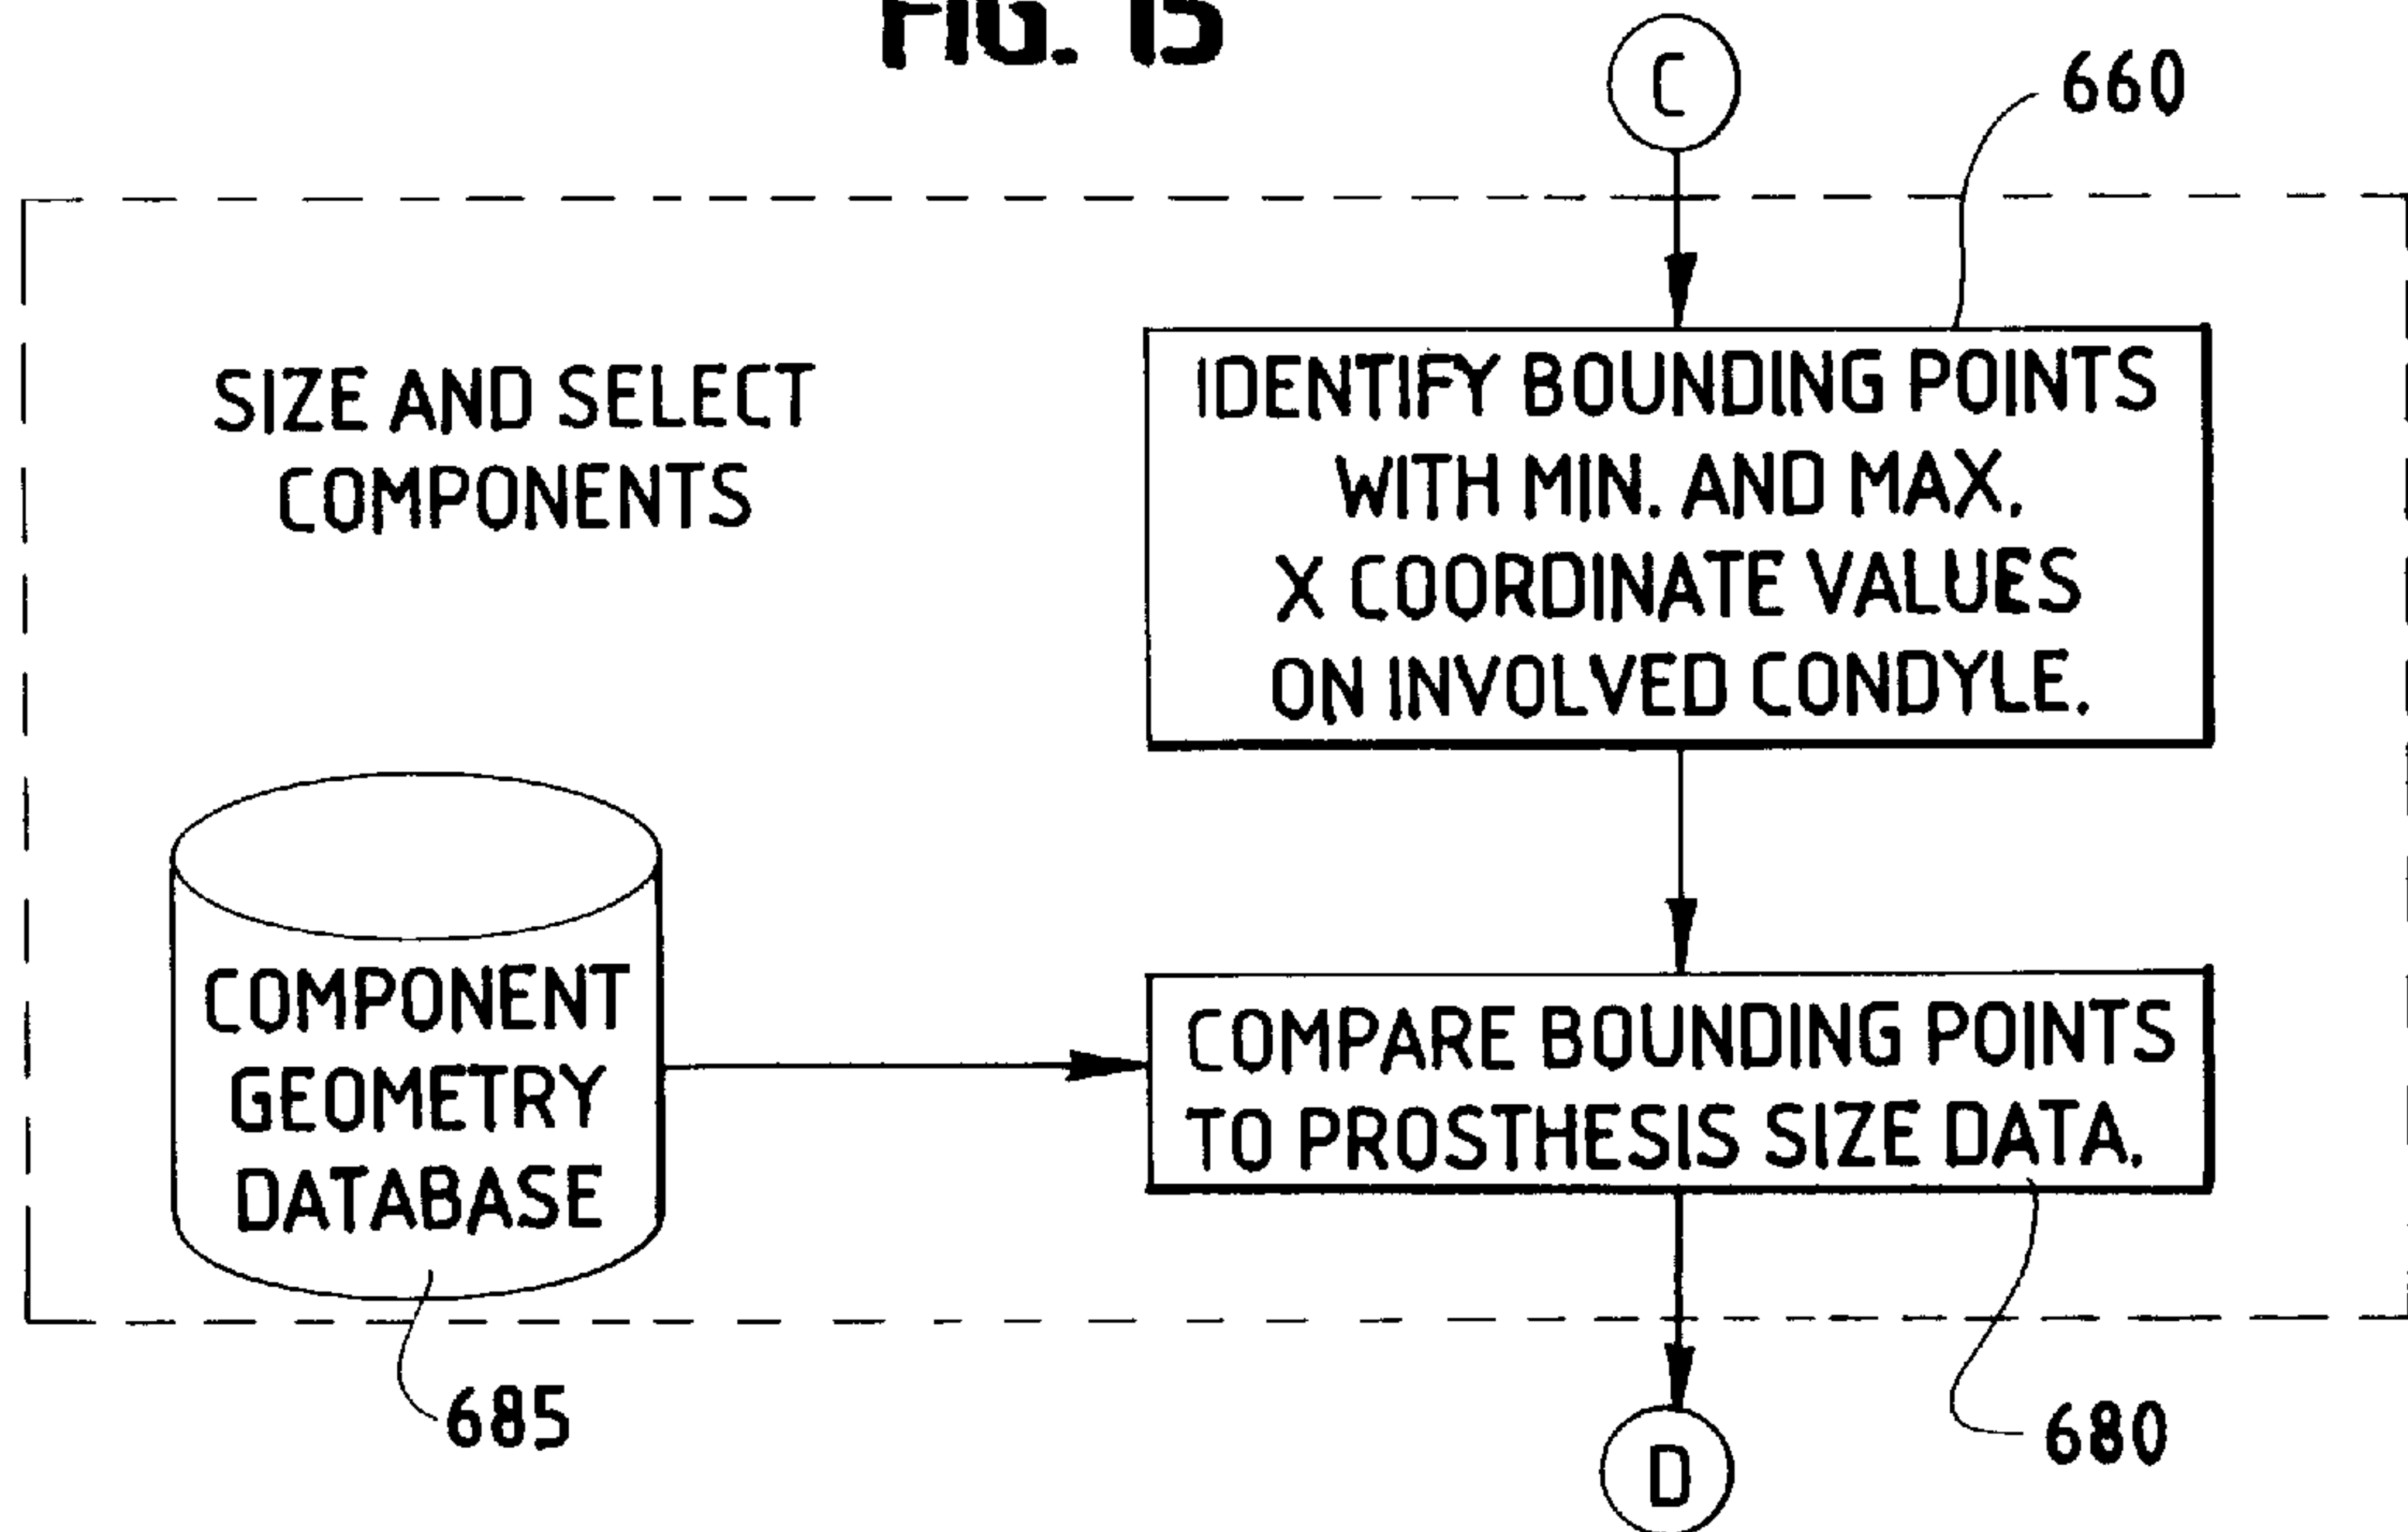 FIG. 15
C
660
SIZE AND SELECT
COMPONENTS
IDENTIFY BOUNDING POINTS
WITH MIN. AND MAX.
X COORDINATE VALUES
ON INVOLVED CONDYLE.
COMPONENT
GEOMETRY
DATABASE
COMPARE BOUNDING POINTS
TO PROSTHESIS SIZE DATA.
685
680
D